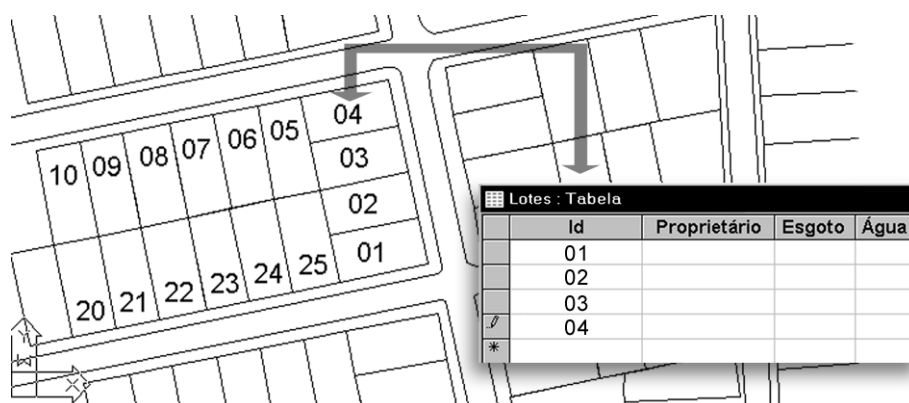 04
10 09 08 07 06 05
03
02
01
20 21 22 23 24 25
Lotes : Tabela
Id Proprietário Esgoto Água
01
02
03
04
*
Y
W
X